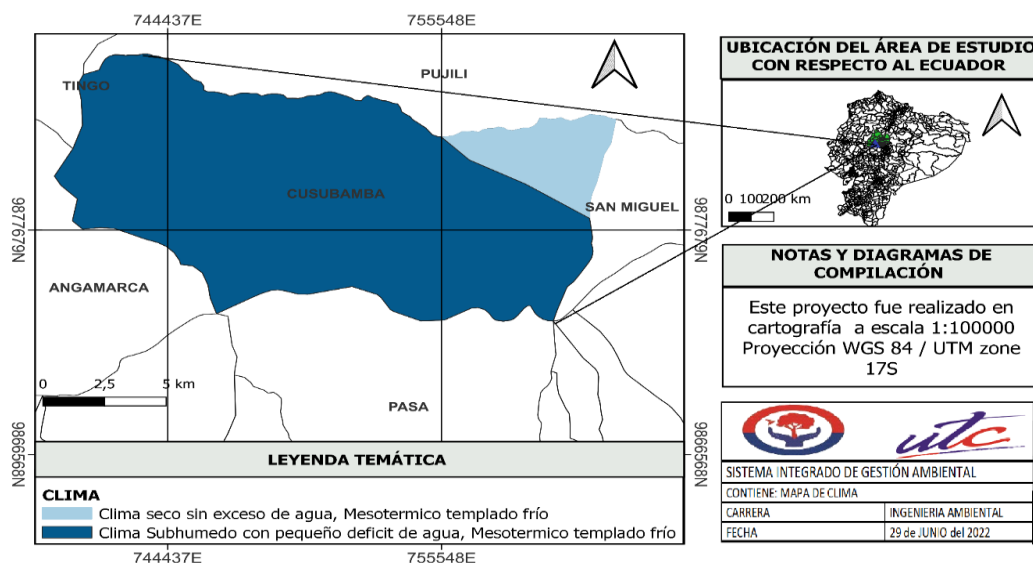 744437E
755548E
TINGO
PUJILI
CUSUBAMBA
SAN MIGUEL
9877679N
9877679N
ANGAMARCA
0 2,5 5 km
PASA
9866568N
9866568N
LEYENDA TEMÁTICA
CLIMA
Clima seco sin exceso de agua, Mesotermico templado frío
Clima Subhumedo con pequeño deficit de agua, Mesotermico templado frío
744437E
755548E
UBICACIÓN DEL ÁREA DE ESTUDIO
CON RESPECTO AL ECUADOR
0 100200 km
NOTAS Y DIAGRAMAS DE
COMPILACIÓN
Este proyecto fue realizado en
cartografía a escala 1:100000
Proyección WGS 84 / UTM zone
17S
utc
SISTEMA INTEGRADO DE GESTIÓN AMBIENTAL
CONTIENE: MAPA DE CLIMA
CARRERA INGENIERIA AMBIENTAL
FECHA 29 de JUNIO del 2022